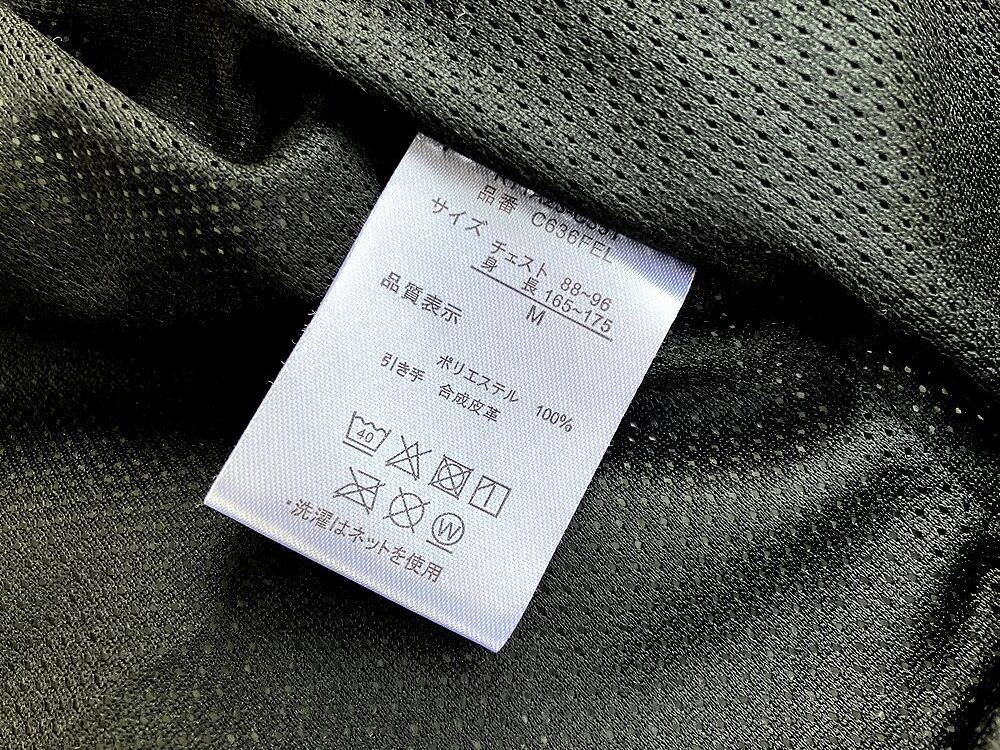 品番 C636FEL
サイズ チェスト 88~96
身長 165~175
M
品質表示
ポリエステル 100%
引き手 合成皮革
40
W
・洗濯はネットを使用